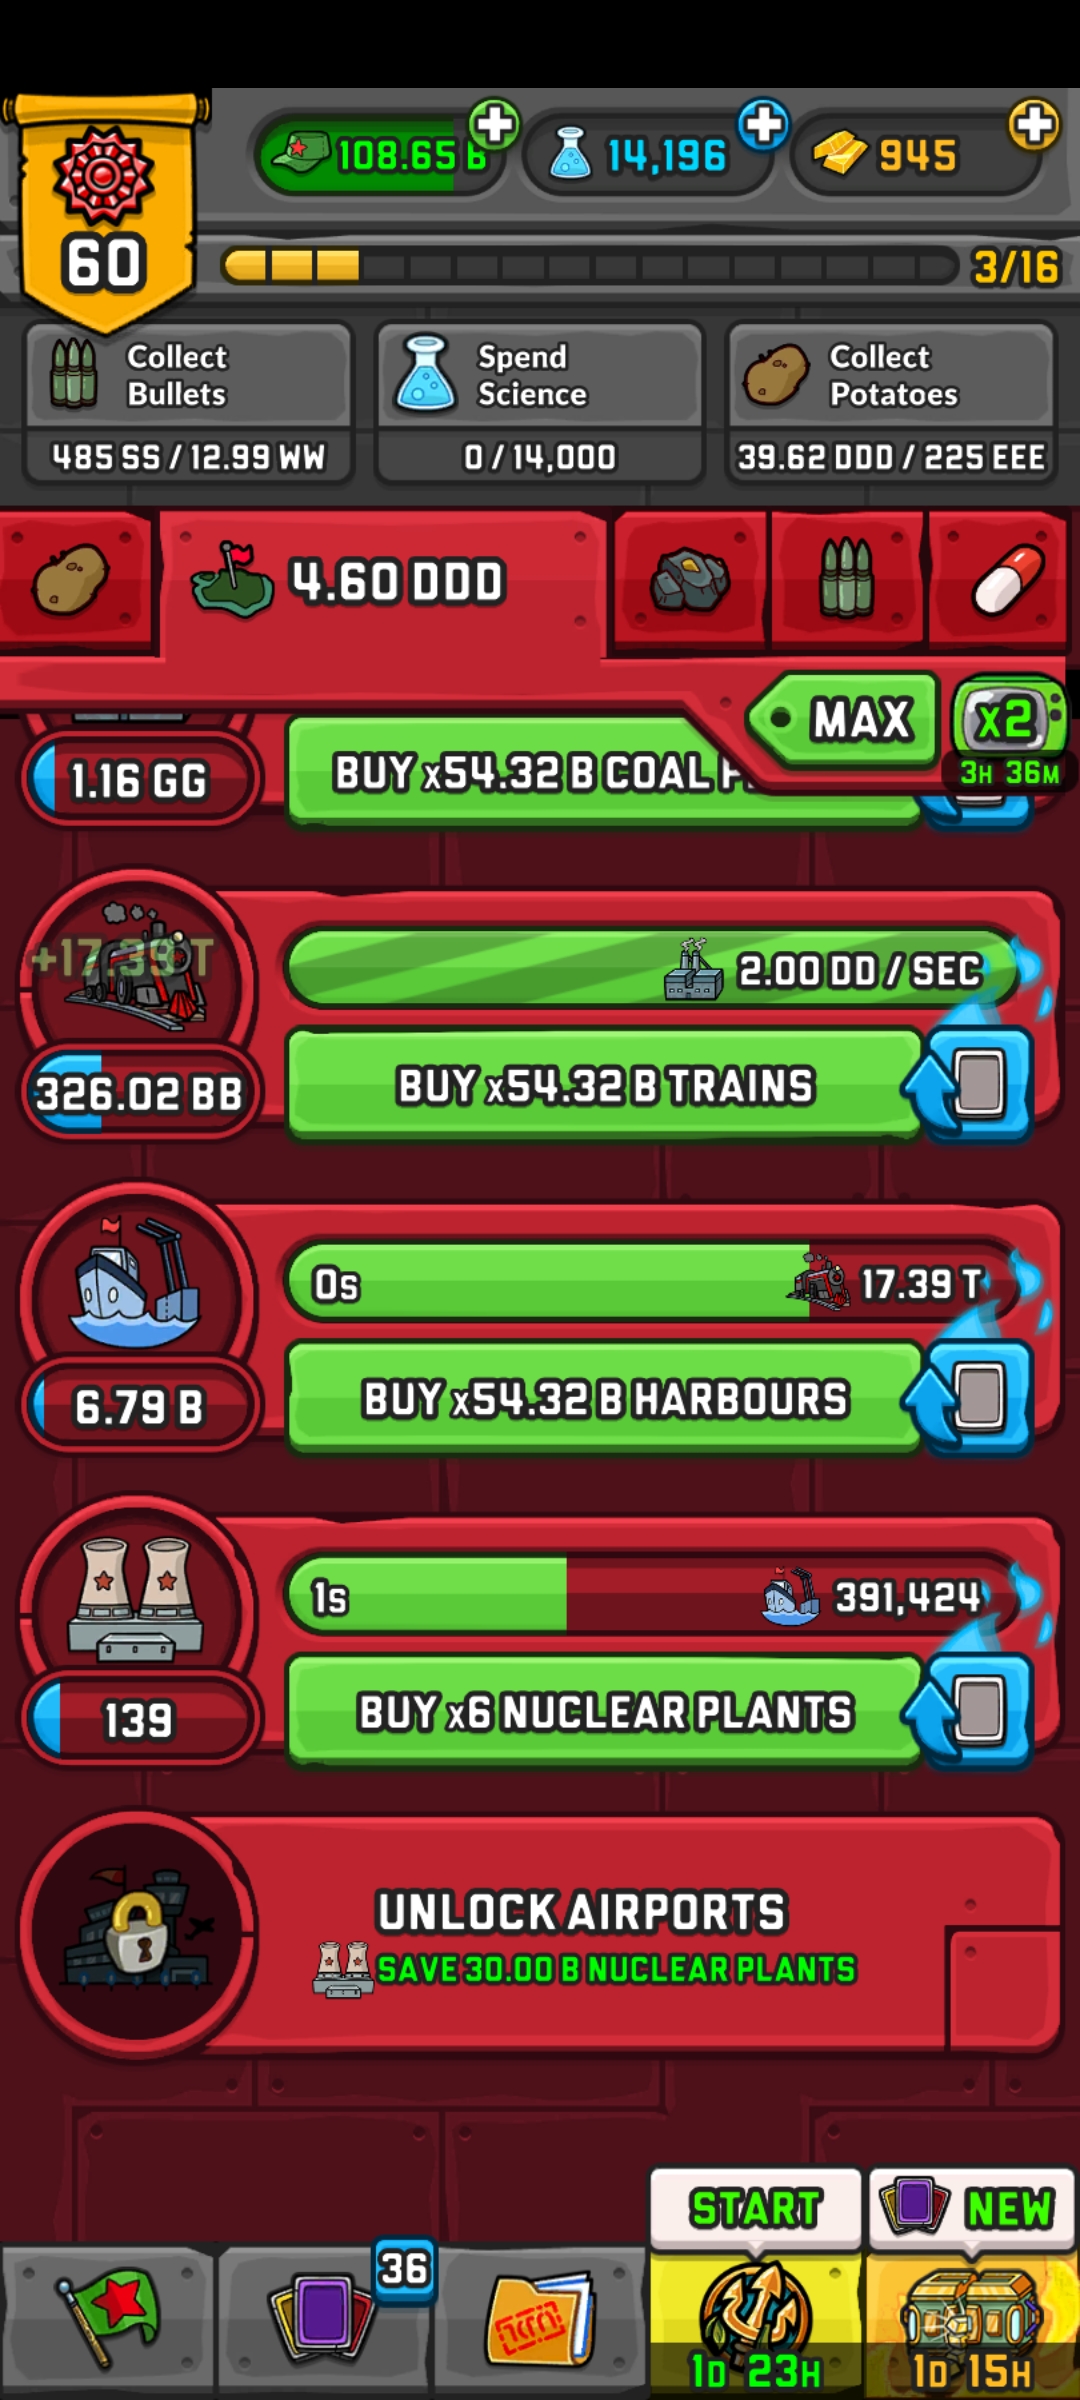 108.65 B
14,196
945
60
3/16
Collect
Bullets
Spend
Science
Collect
Potatoes
485 SS / 12.99 WW
0 / 14,000
39.62 DDD / 225 EEE
4.60 DDD
MAX
x2
3H 36M
1.16 GG
BUY x54.32 B COAL
+17.39 T
2.00 DD / SEC
326.02 BB
BUY x54.32 B TRAINS
0s
17.39 T
6.79 B
BUY x54.32 B HARBOURS
1s
391,424
139
BUY x6 NUCLEAR PLANTS
UNLOCK AIRPORTS
SAVE 30.00 B NUCLEAR PLANTS
START
NEW
36
1D 23H
1D 15H